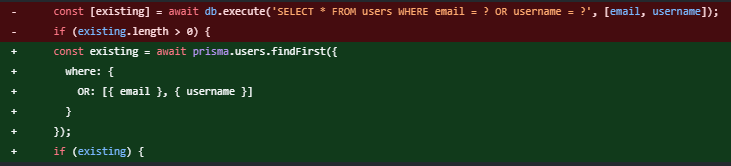 -     const [existing] = await db.execute('SELECT * FROM users WHERE email = ? OR username = ?', [email, username]);
-     if (existing.length > 0) {
+     const existing = await prisma.users.findFirst({
+       where: {
+         OR: [{ email }, { username }]
+       }
+     });
+     if (existing) {